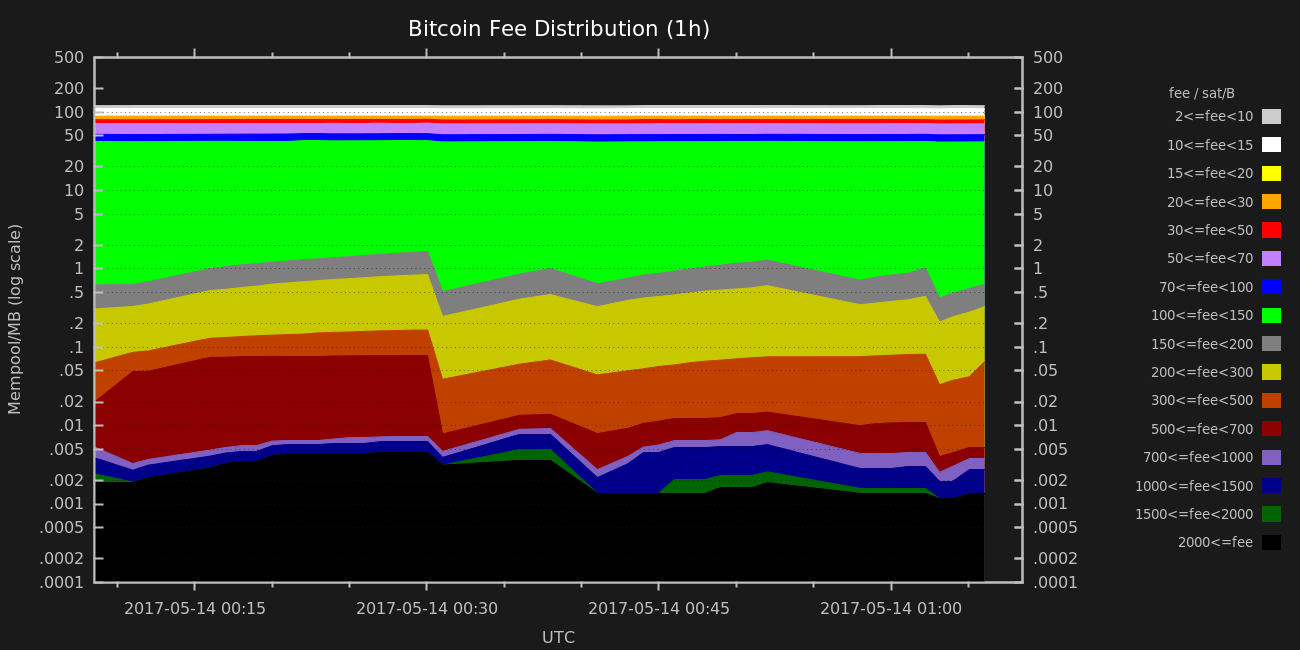 Bitcoin Fee Distribution (1h)
Mempool/MB (log scale)
500
200
100
50
20
10
5
2
1
.5
.2
.1
.05
.02
.01
.005
.002
.001
.0005
.0002
.0001
500
200
100
50
20
10
5
2
1
.5
.2
.1
.05
.02
.01
.005
.002
.001
.0005
.0002
.0001
2017-05-14 00:15
2017-05-14 00:30
2017-05-14 00:45
2017-05-14 01:00
UTC
fee / sat/B
2<=fee<10
10<=fee<15
15<=fee<20
20<=fee<30
30<=fee<50
50<=fee<70
70<=fee<100
100<=fee<150
150<=fee<200
200<=fee<300
300<=fee<500
500<=fee<700
700<=fee<1000
1000<=fee<1500
1500<=fee<2000
2000<=fee